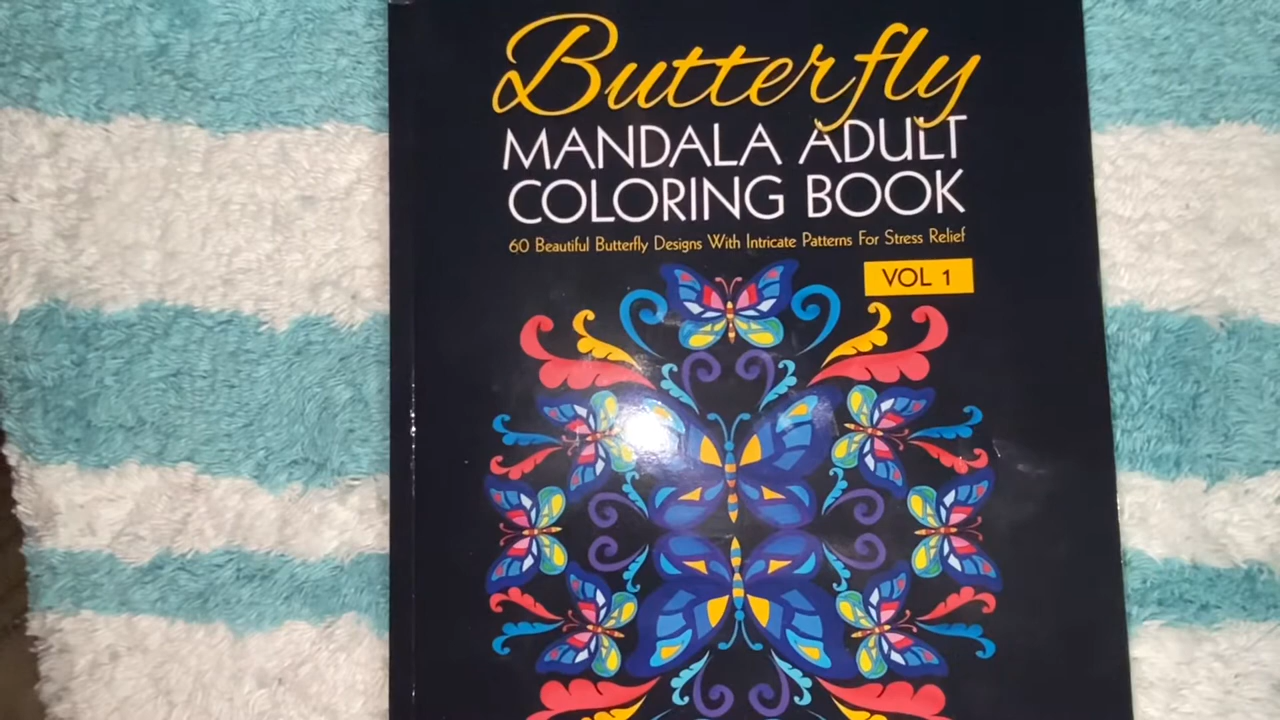 Butterfly
MANDALA ADULT
COLORING BOOK
60 Beautiful Butterfly Designs With Intricate Patterns For Stress Relief
VOL 1